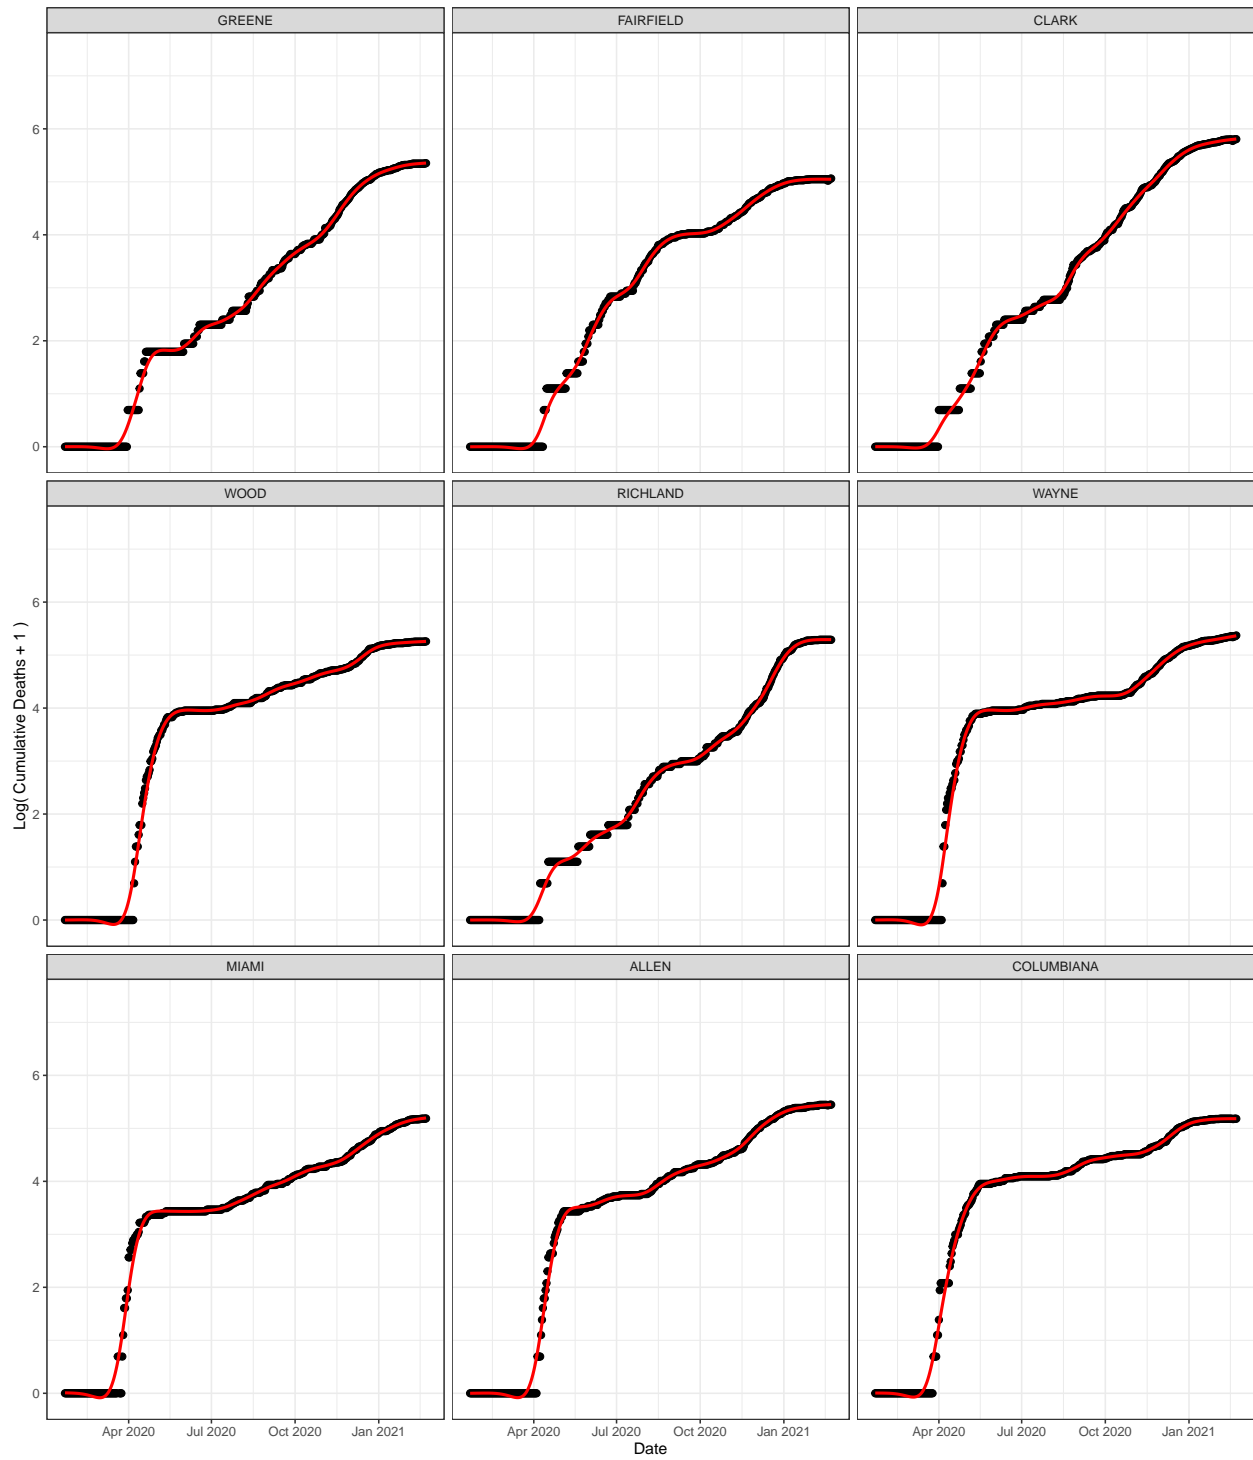 GREENE FAIRFIELD CLARK
6
4
2
0
WOOD RICHLAND WAYNE
Log( Cumulative Deaths + 1 )
6
4
2
0
MIAMI ALLEN COLUMBIANA
6
4
2
0
Apr 2020 Jul 2020 Oct 2020 Jan 2021 Apr 2020 Jul 2020 Oct 2020 Jan 2021 Apr 2020 Jul 2020 Oct 2020 Jan 2021
Date